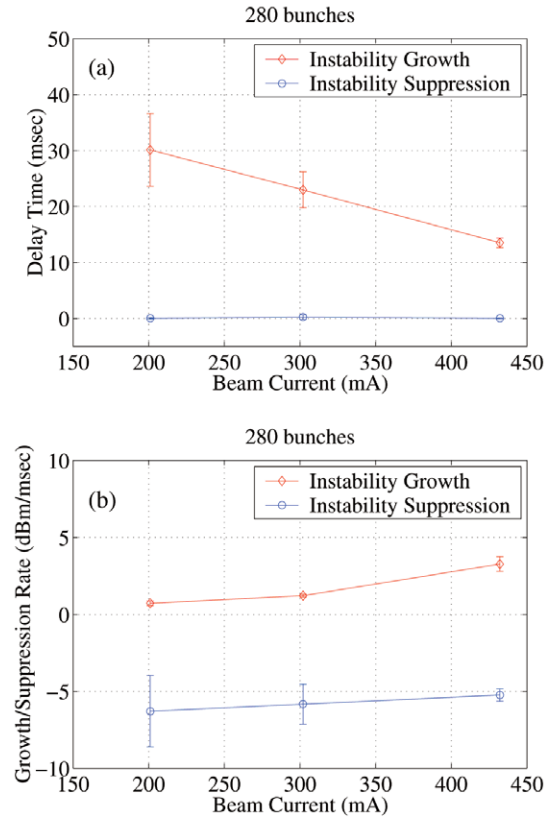 280 bunches
(a)
Instability Growth
Instability Suppression
Delay Time (msec)
50
40
30
20
10
0
150 200 250 300 350 400 450
Beam Current (mA)
280 bunches
(b)
Instability Growth
Instability Suppression
Growth/Suppression Rate (dBm/msec)
10
5
0
−5
−10
150 200 250 300 350 400 450
Beam Current (mA)